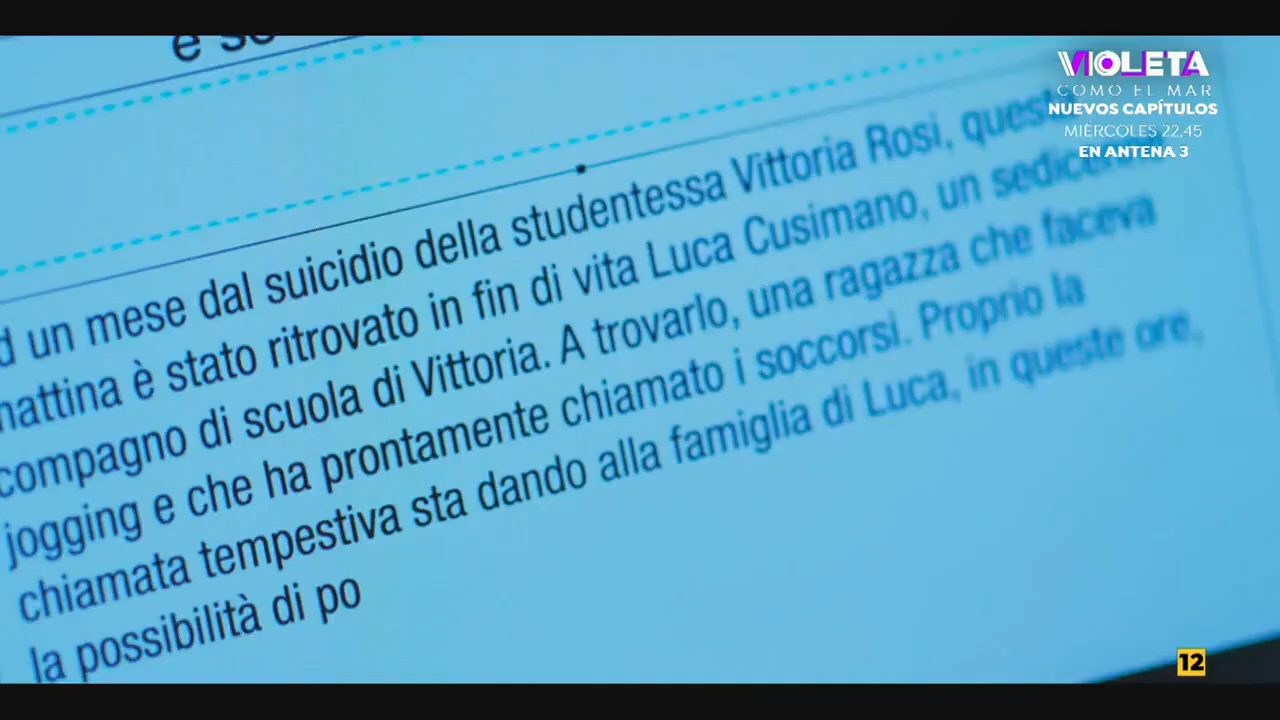 e se
d un mese dal suicidio della studentessa Vittoria Rosi,
mattina è stato ritrovato in fin di vita Luca Cusimano, un
compagno di scuola di Vittoria. A trovarlo, una ragazza che faceva
jogging e che ha prontamente chiamato i soccorsi. Proprio la
chiamata tempestiva sta dando alla famiglia di Luca, in queste ore,
la possibilità di po
VIOLETA
COMO EL MAR
NUEVOS CAPÍTULOS
MIÉRCOLES 22.45
EN ANTENA 3
12